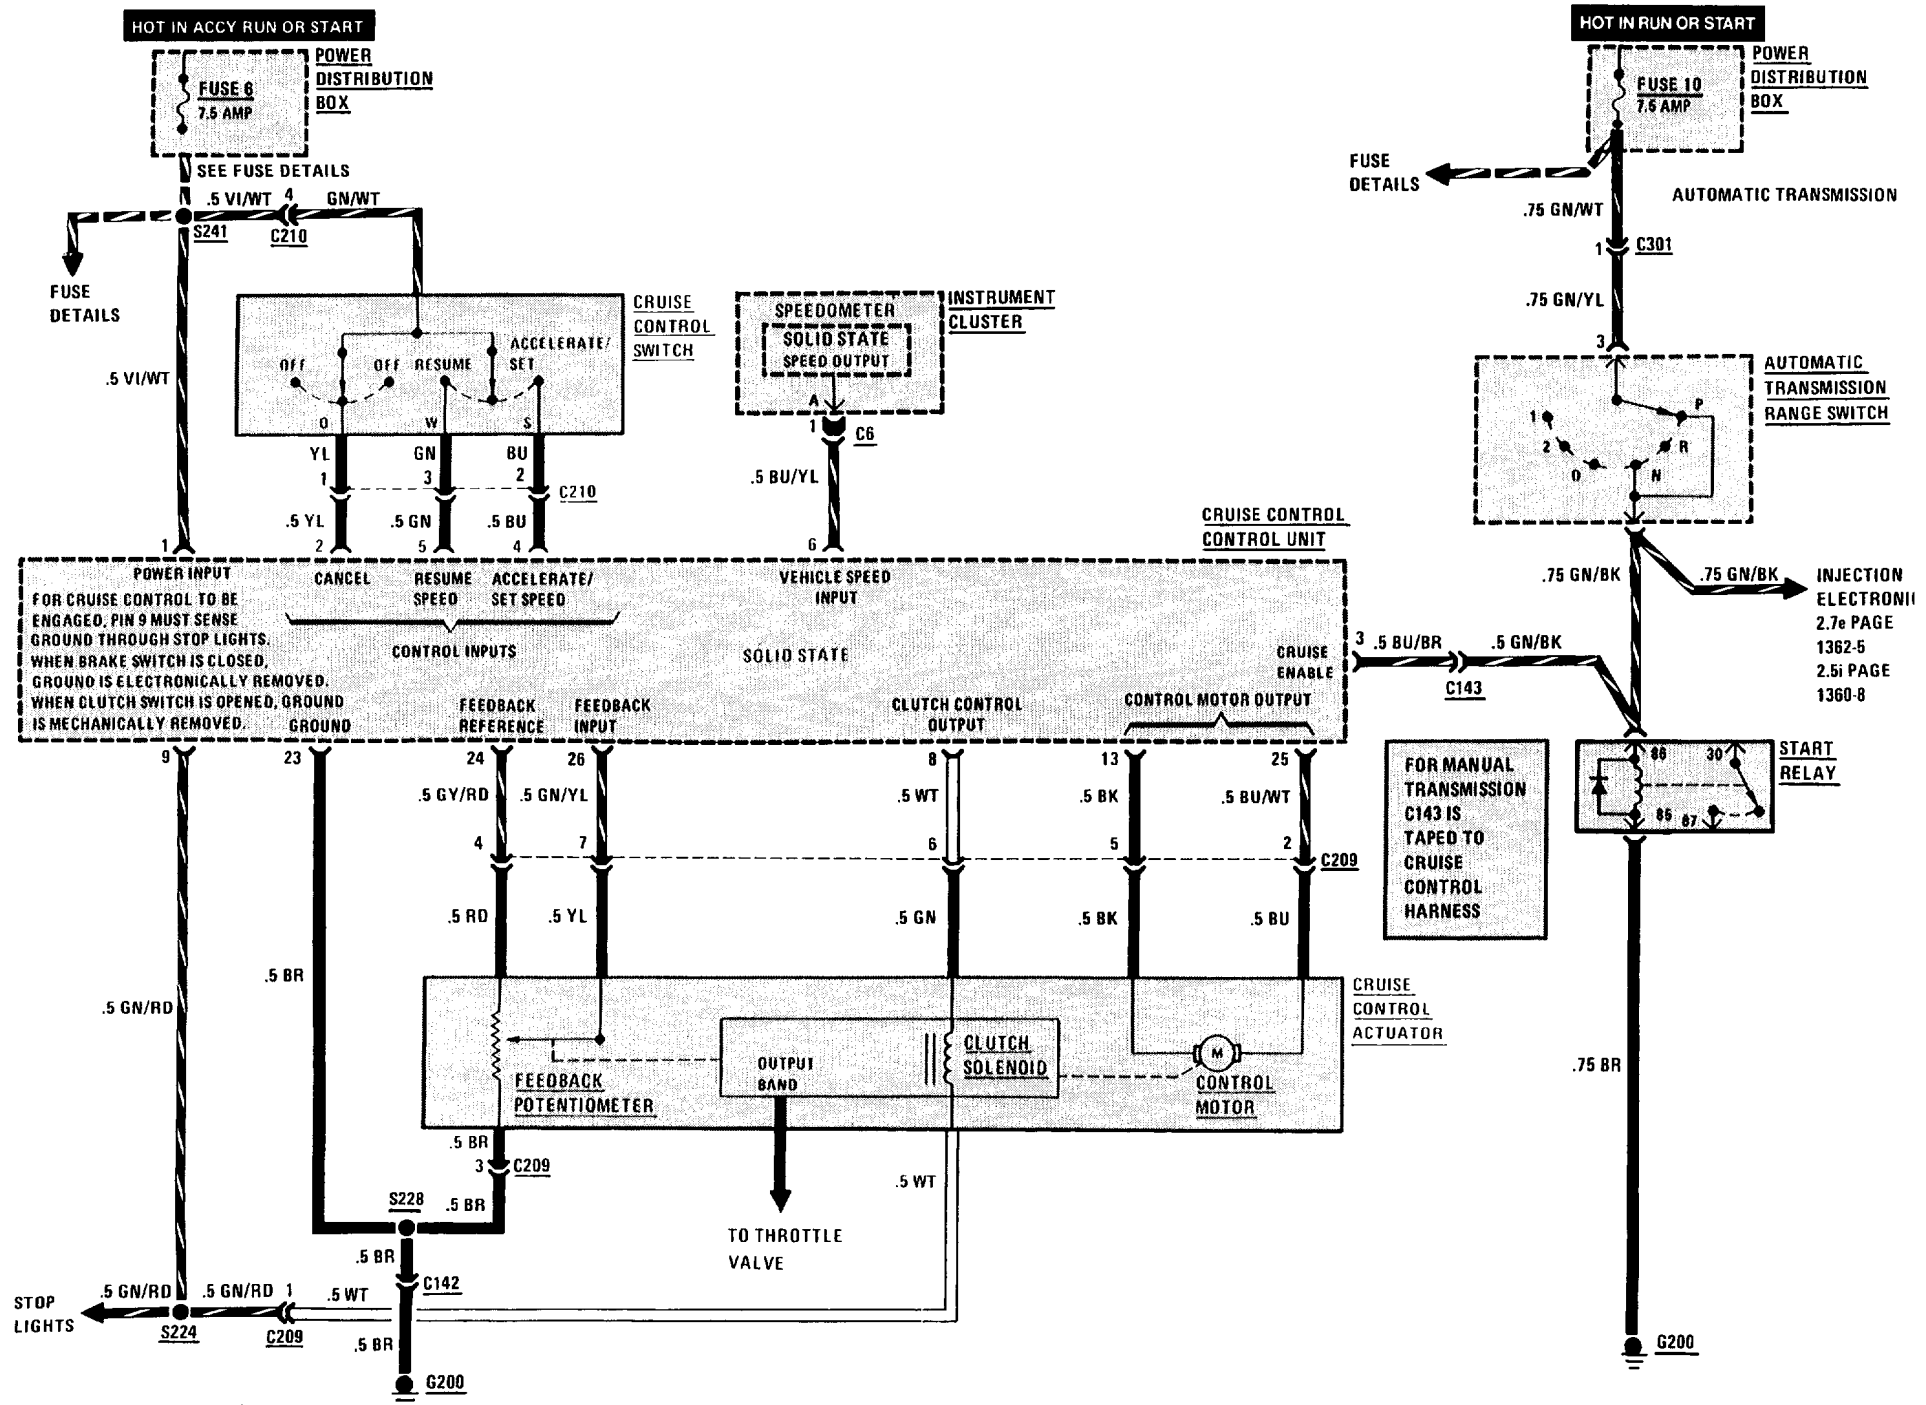 HOT IN ACCY RUN OR START
POWER
DISTRIBUTION
BOX
FUSE 6
7.5 AMP
SEE FUSE DETAILS
.5 VI/WT
4
GN/WT
S241
C210
FUSE
DETAILS
.5 VI/WT
CRUISE
CONTROL
SWITCH
OFF
OFF
RESUME
ACCELERATE/
SET
O
W
S
YL
GN
BU
1
3
2
C210
.5 YL
.5 GN
.5 BU
1
2
5
4
INSTRUMENT
CLUSTER
SPEEDOMETER
SOLID STATE
SPEED OUTPUT
A
1
C6
.5 BU/YL
6
HOT IN RUN OR START
POWER
DISTRIBUTION
BOX
FUSE 10
7.5 AMP
FUSE
DETAILS
AUTOMATIC TRANSMISSION
.75 GN/WT
1
C301
.75 GN/YL
3
AUTOMATIC
TRANSMISSION
RANGE SWITCH
P
R
N
D
2
1
.75 GN/BK
.75 GN/BK
INJECTION
ELECTRONI
2.7e PAGE
1362-5
2.5i PAGE
1360-8
CRUISE CONTROL
CONTROL UNIT
POWER INPUT
CANCEL
RESUME
SPEED
ACCELERATE/
SET SPEED
VEHICLE SPEED
INPUT
FOR CRUISE CONTROL TO BE
ENGAGED, PIN 9 MUST SENSE
GROUND THROUGH STOP LIGHTS.
WHEN BRAKE SWITCH IS CLOSED,
GROUND IS ELECTRONICALLY REMOVED.
WHEN CLUTCH SWITCH IS OPENED, GROUND
IS MECHANICALLY REMOVED.
CONTROL INPUTS
SOLID STATE
CRUISE
ENABLE
3
.5 BU/BR
.5 GN/BK
C143
GROUND
FEEDBACK
REFERENCE
FEEDBACK
INPUT
CLUTCH CONTROL
OUTPUT
CONTROL MOTOR OUTPUT
9
23
24
26
8
13
25
.5 GY/RD
.5 GN/YL
.5 WT
.5 BK
.5 BU/WT
4
7
6
5
2
C209
.5 RD
.5 YL
.5 GN
.5 BK
.5 BU
FOR MANUAL
TRANSMISSION
C143 IS
TAPED TO
CRUISE
CONTROL
HARNESS
START
RELAY
86
30
85
87
.5 BR
.5 GN/RD
CRUISE
CONTROL
ACTUATOR
FEEDBACK
POTENTIOMETER
OUTPUT
BAND
CLUTCH
SOLENOID
M
CONTROL
MOTOR
.75 BR
.5 BR
3
C209
.5 BR
S228
.5 BR
C142
.5 WT
TO THROTTLE
VALVE
STOP
LIGHTS
.5 GN/RD
.5 GN/RD
1
.5 WT
S224
C209
.5 BR
G200
G200